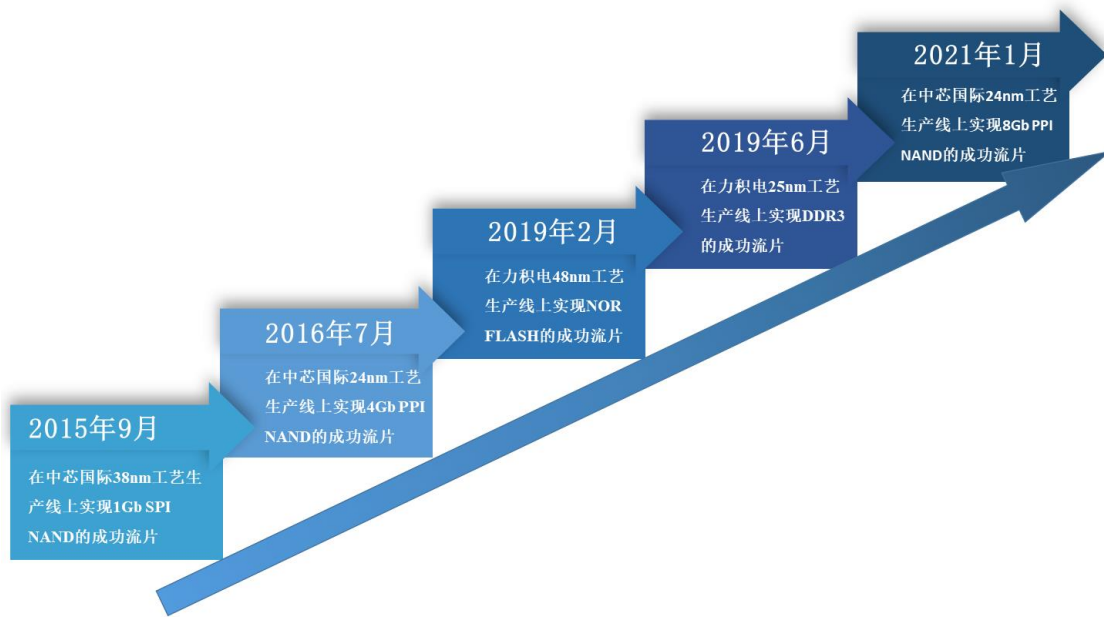 2015年9月
在中芯国际38nm工艺生
产线上实现1Gb SPI
NAND的成功流片
2016年7月
在中芯国际24nm工艺
生产线上实现4Gb PPI
NAND的成功流片
2019年2月
在力积电48nm工艺
生产线上实现NOR
FLASH的成功流片
2019年6月
在力积电25nm工艺
生产线上实现DDR3
的成功流片
2021年1月
在中芯国际24nm工艺
生产线上实现8Gb PPI
NAND的成功流片